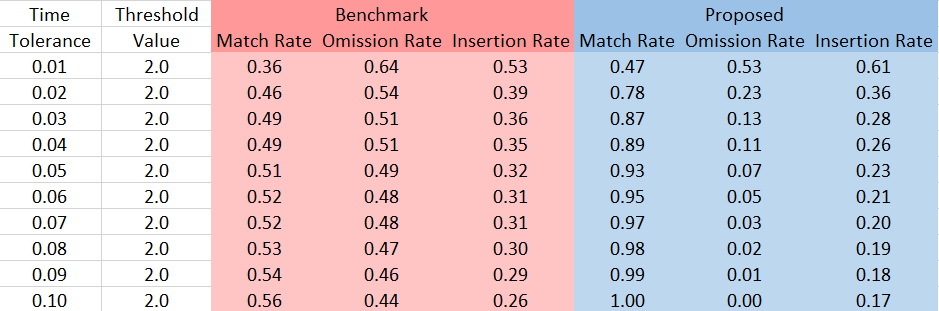 Time Threshold Benchmark Proposed
Tolerance Value Match Rate Omission Rate Insertion Rate Match Rate Omission Rate Insertion Rate
0.01 2.0 0.36 0.64 0.53 0.47 0.53 0.61
0.02 2.0 0.46 0.54 0.39 0.78 0.23 0.36
0.03 2.0 0.49 0.51 0.36 0.87 0.13 0.28
0.04 2.0 0.49 0.51 0.35 0.89 0.11 0.26
0.05 2.0 0.51 0.49 0.32 0.93 0.07 0.23
0.06 2.0 0.52 0.48 0.31 0.95 0.05 0.21
0.07 2.0 0.52 0.48 0.31 0.97 0.03 0.20
0.08 2.0 0.53 0.47 0.30 0.98 0.02 0.19
0.09 2.0 0.54 0.46 0.29 0.99 0.01 0.18
0.10 2.0 0.56 0.44 0.26 1.00 0.00 0.17